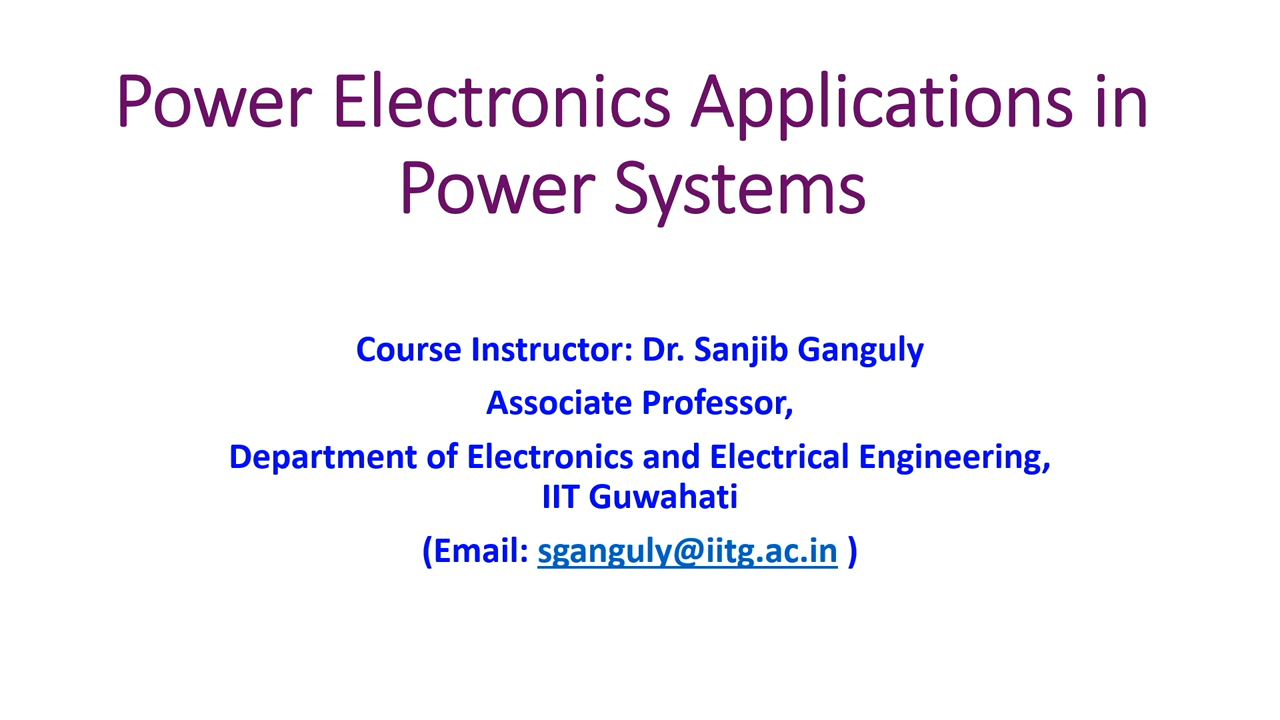 Power Electronics Applications in
Power Systems
Course Instructor: Dr. Sanjib Ganguly
Associate Professor,
Department of Electronics and Electrical Engineering,
IIT Guwahati
(Email: sganguly@iitg.ac.in )